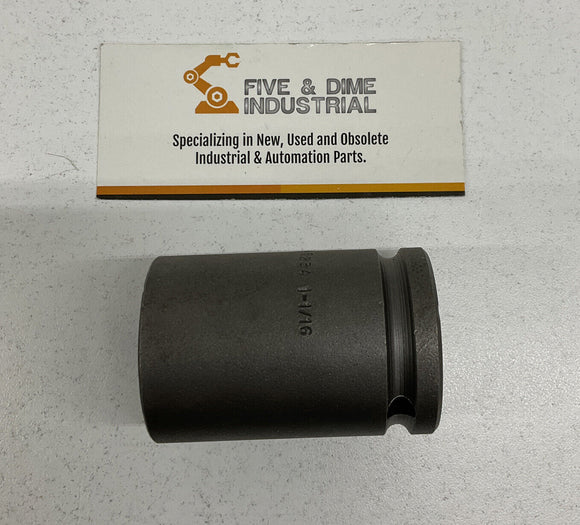 FIVE & DIME
INDUSTRIAL
Specializing in New, Used and Obsolete
Industrial & Automation Parts.
1-1/16